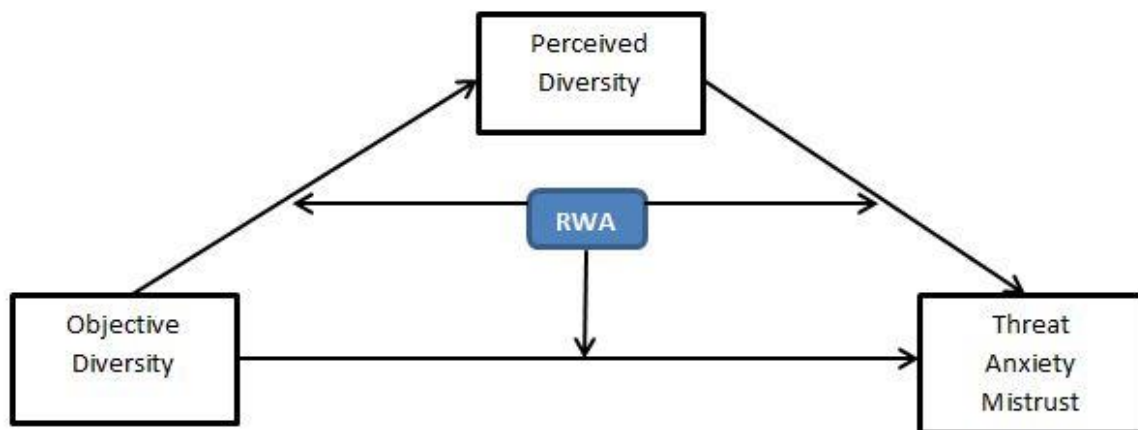 Perceived
Diversity
RWA
Objective
Diversity
Threat
Anxiety
Mistrust